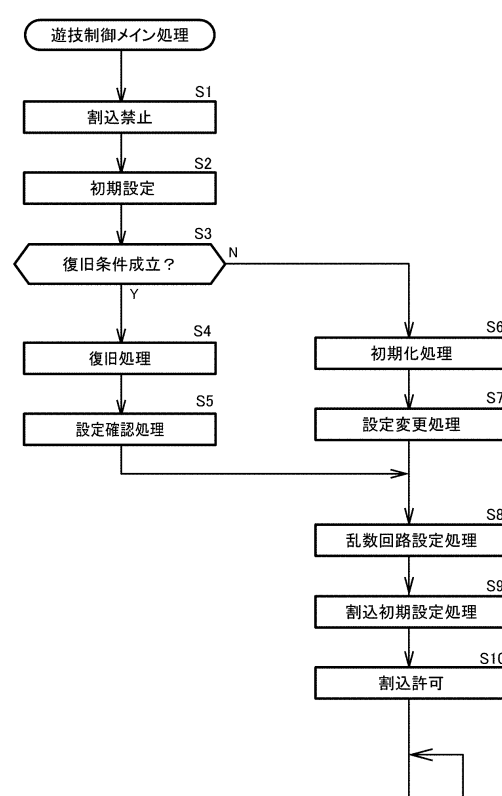 遊技制御メイン処理
S1
割込禁止
S2
初期設定
S3
復旧条件成立？
N
Y
S4
復旧処理
S5
設定確認処理
S6
初期化処理
S7
設定変更処理
S8
乱数回路設定処理
S9
割込初期設定処理
S10
割込許可